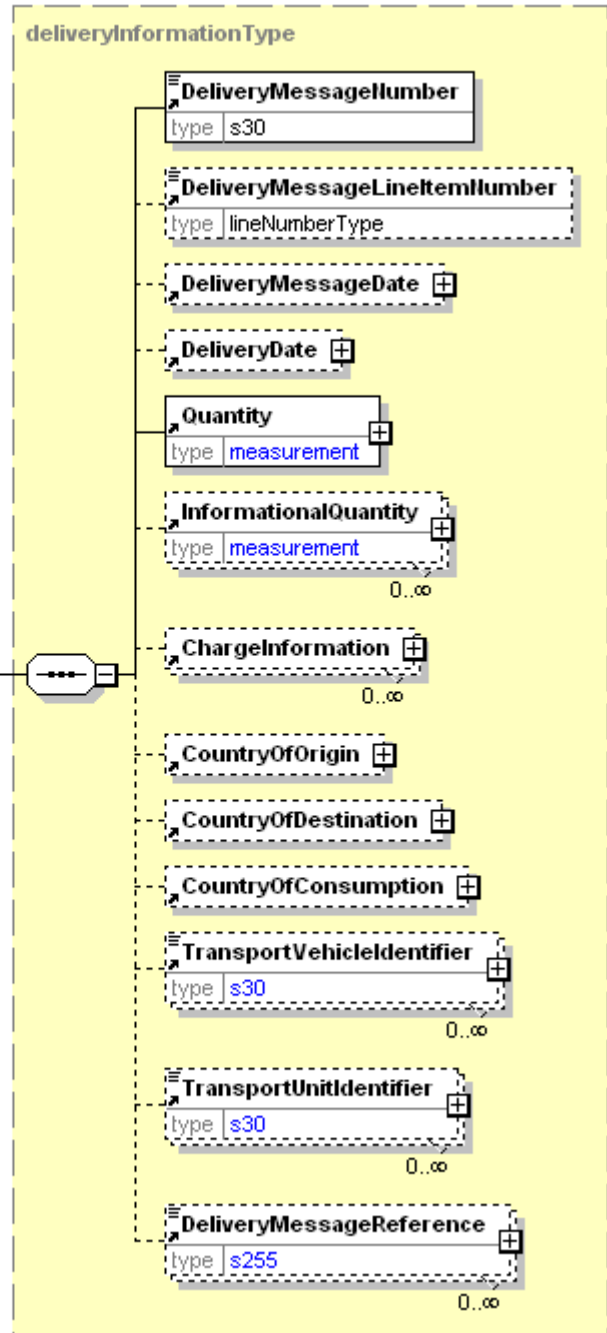 deliveryInformationType
DeliveryMessageNumber
type s30
DeliveryMessageLineItemNumber
type lineNumberType
DeliveryMessageDate
DeliveryDate
Quantity
type measurement
InformationalQuantity
type measurement
0..∞
ChargeInformation
0..∞
CountryOfOrigin
CountryOfDestination
CountryOfConsumption
TransportVehicleIdentifier
type s30
0..∞
TransportUnitIdentifier
type s30
0..∞
DeliveryMessageReference
type s255
0..∞